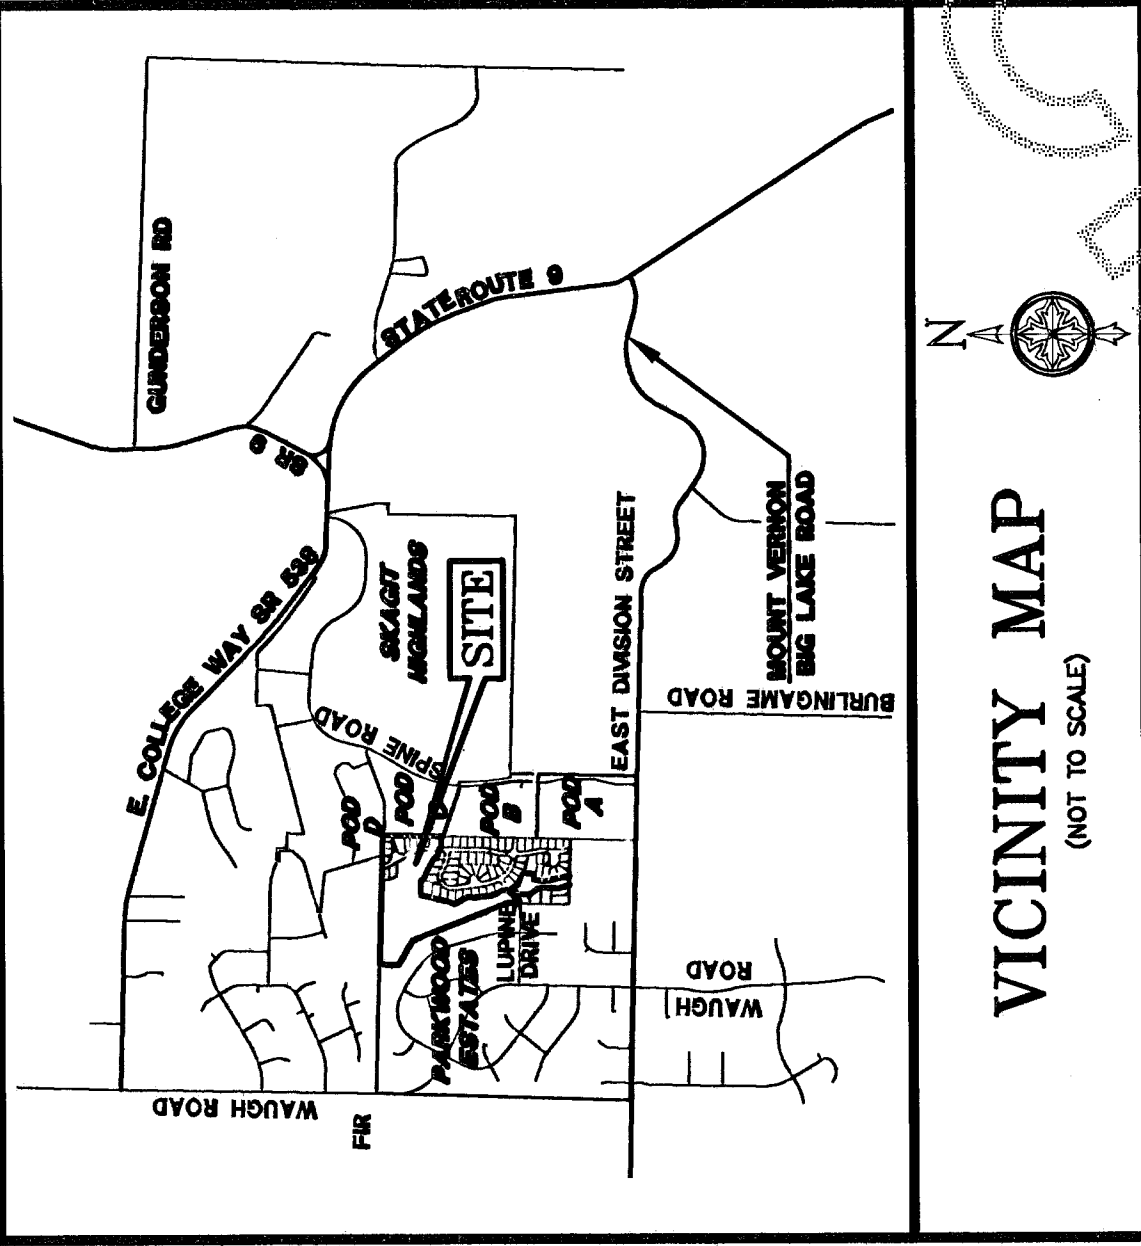 GUNDERSON RD
SR 9
STATE ROUTE 9
E. COLLEGE WAY SR 538
SKAGIT
HIGHLANDS
SITE
SPINE ROAD
POD
D
POD
C
POD
B
POD
A
EAST DIVISION STREET
MOUNT VERNON
BIG LAKE ROAD
BURLINGAME ROAD
LUPINE
DRIVE
PARKWOOD
ESTATES
WAUGH
ROAD
WAUGH ROAD
FIR
N
VICINITY MAP
(NOT TO SCALE)